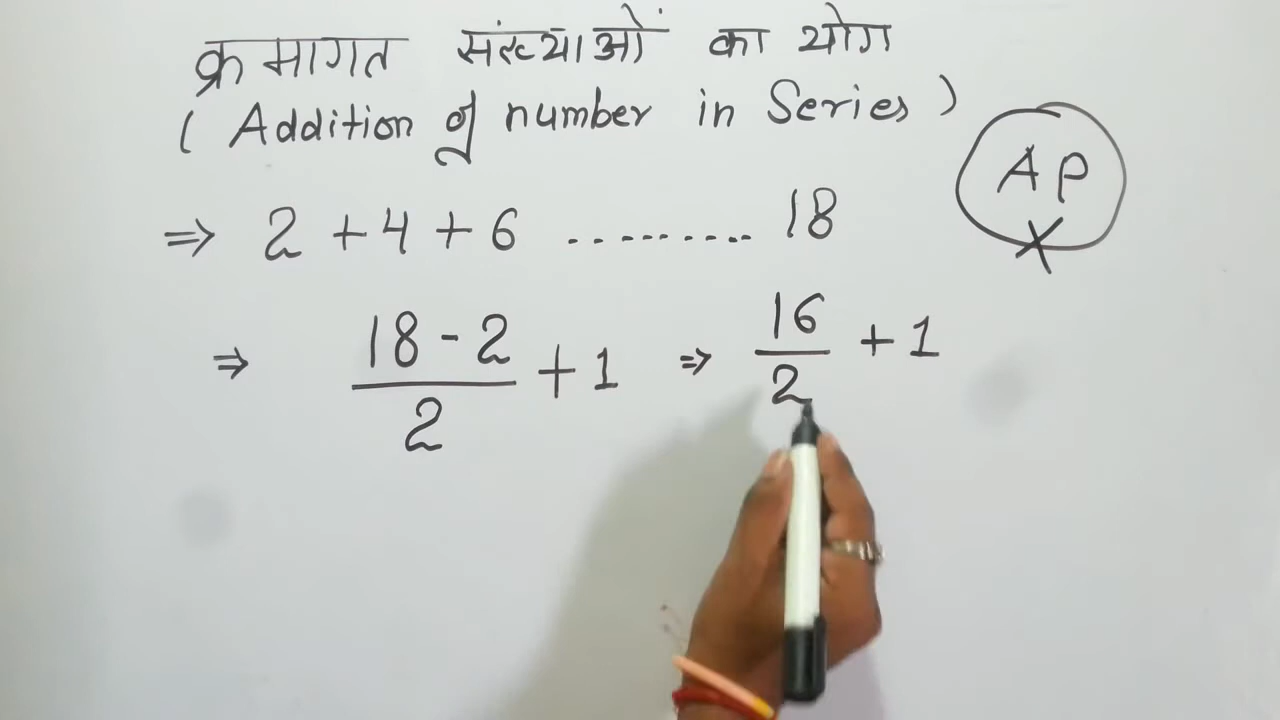 क्रमागत संख्याओं का योग
( Addition of number in Series )
AP
X
⇒ 2 + 4 + 6 .......... 18
⇒ 18 - 2 / 2 + 1 ⇒ 16 / 2 + 1